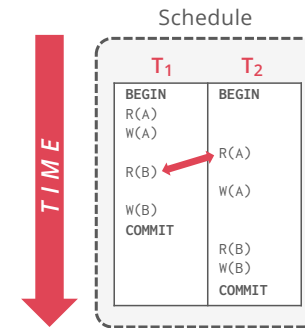 Schedule
TIME
T₁ T₂
BEGIN BEGIN
R(A)
W(A)
R(A)
R(B)
W(A)
W(B)
COMMIT
R(B)
W(B)
COMMIT